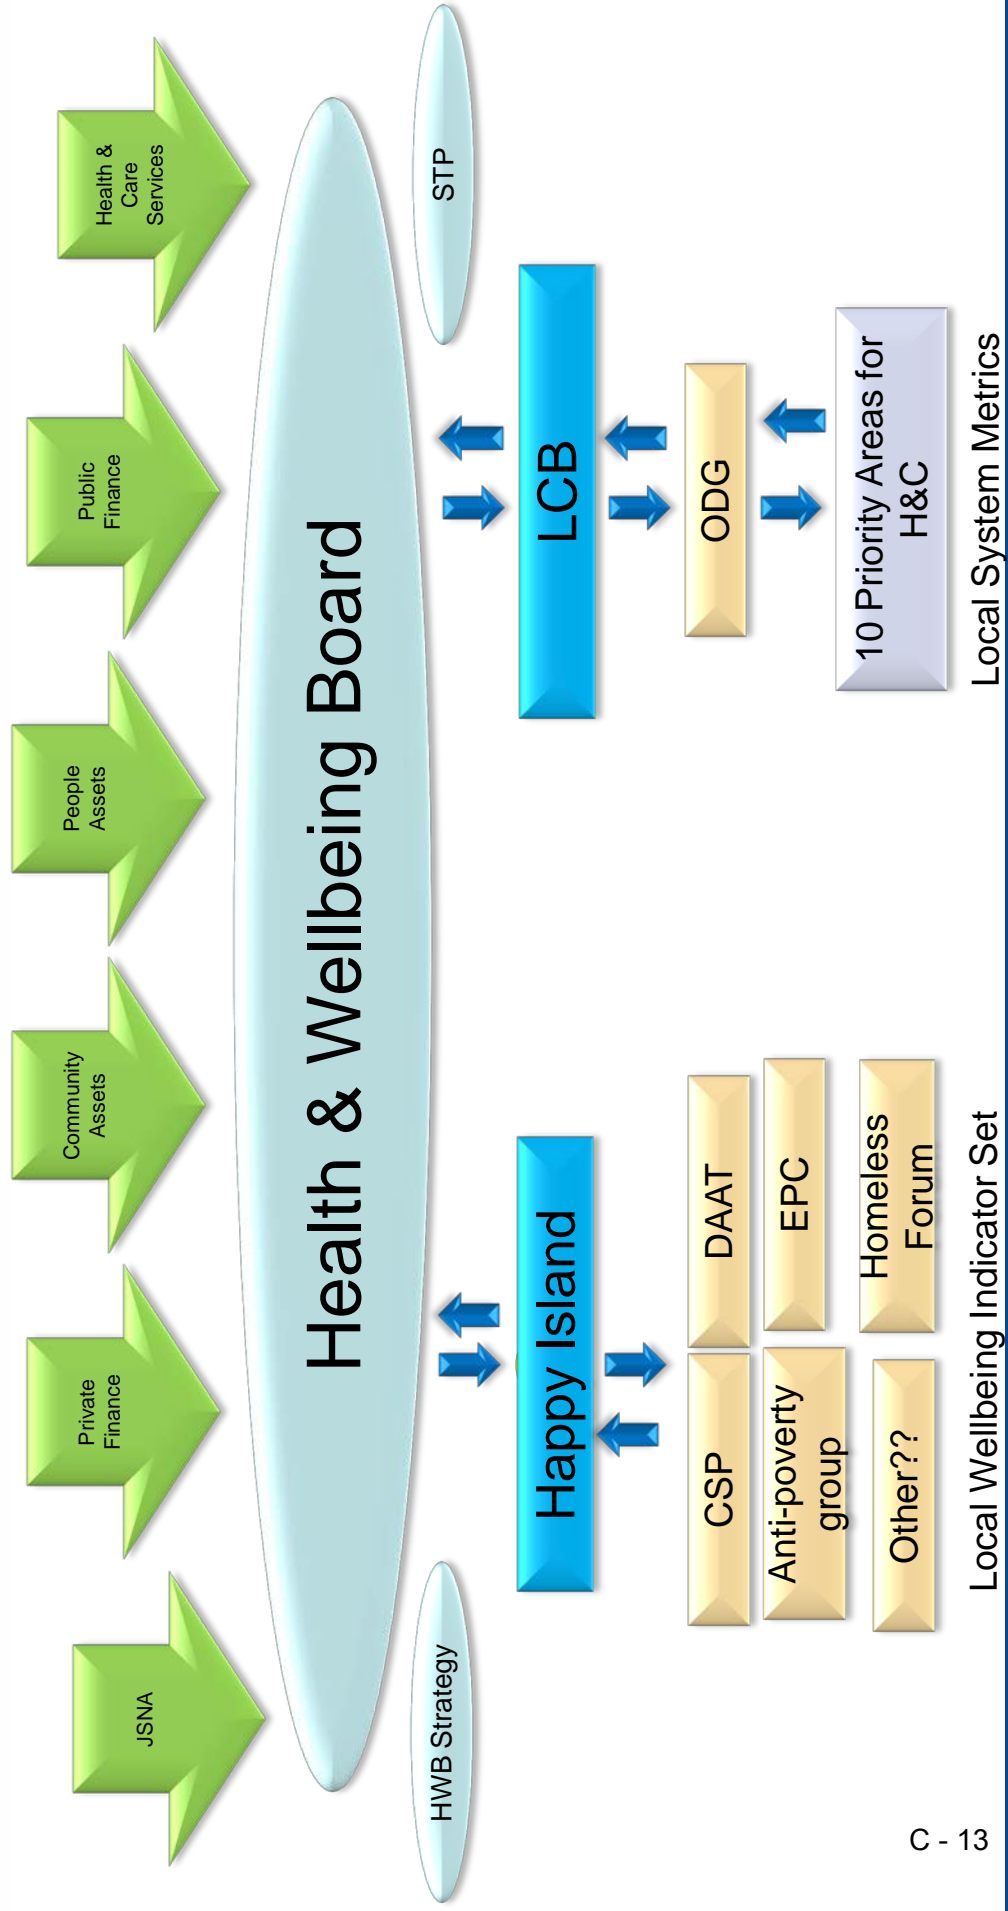 JSNA
Private
Finance
Community
Assets
People
Assets
Public
Finance
Health &
Care
Services
Health & Wellbeing Board
HWB Strategy
STP
Happy Island
LCB
CSP
DAAT
ODG
Anti-poverty
group
EPC
Other??
Homeless
Forum
10 Priority Areas for
H&C
Local Wellbeing Indicator Set
Local System Metrics
C - 13